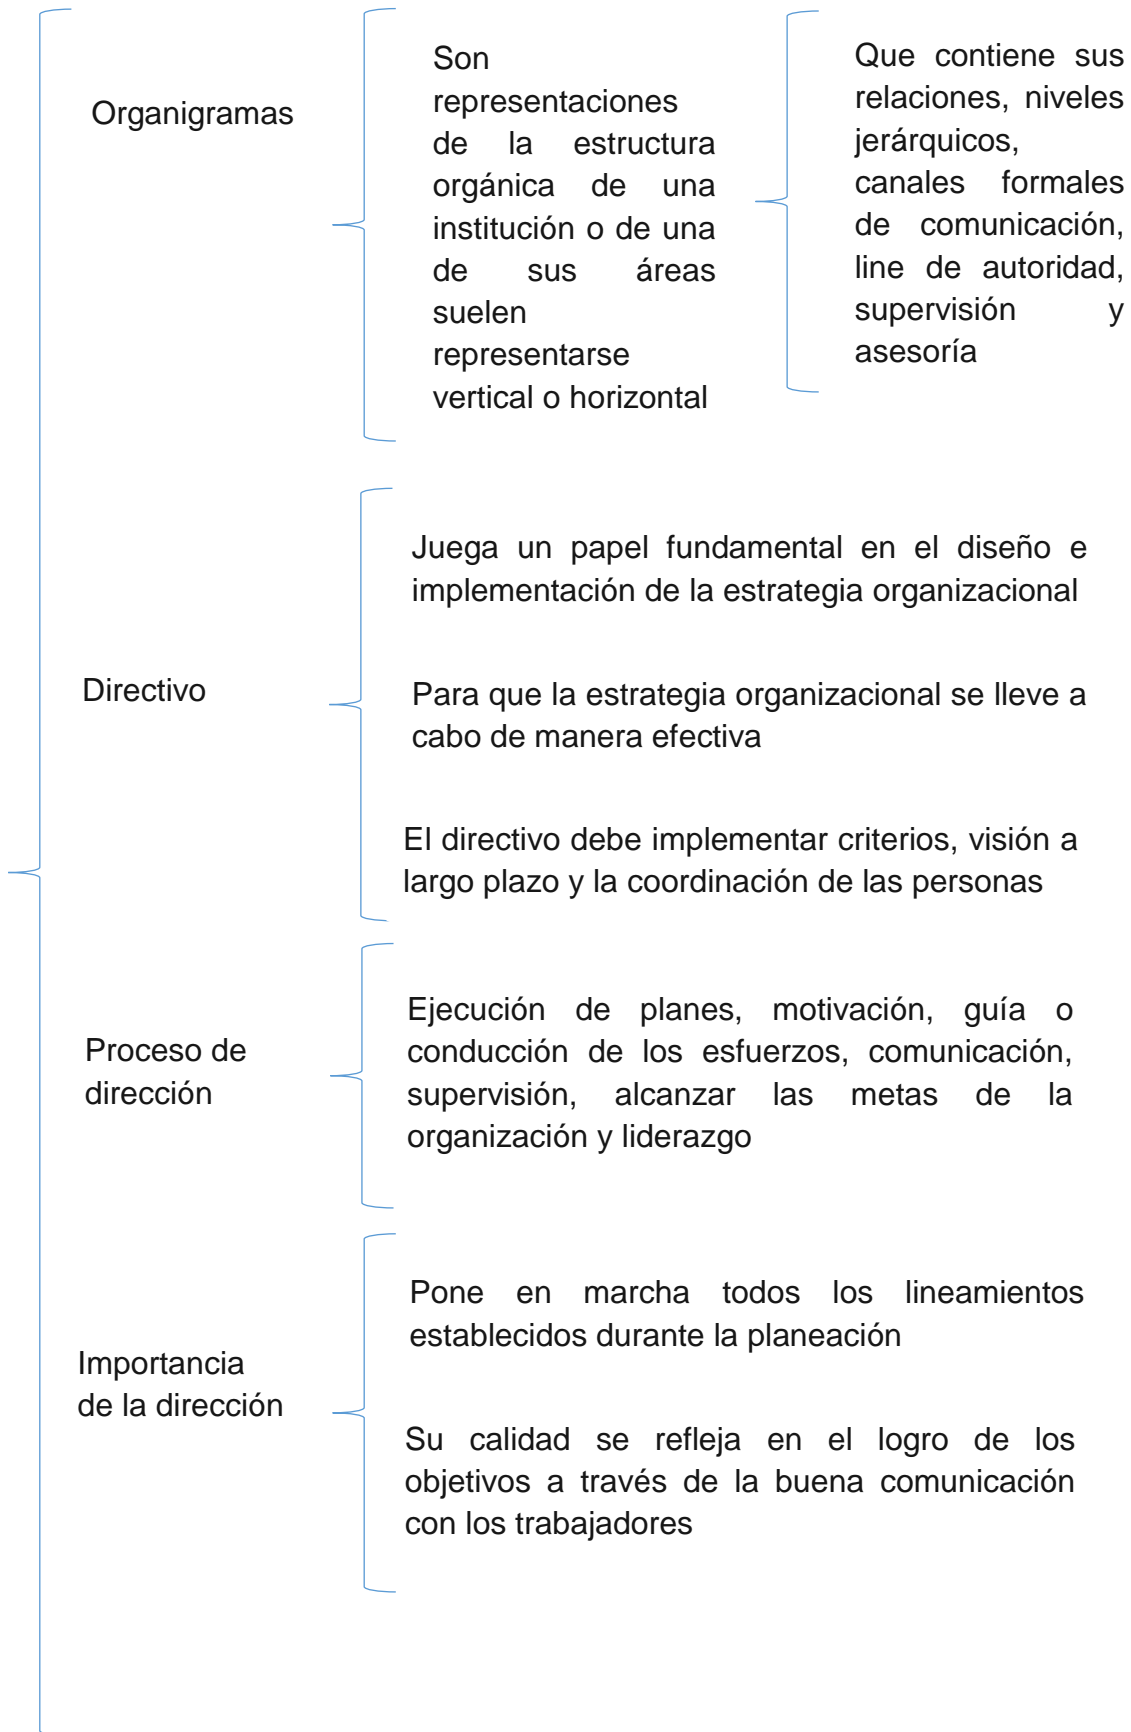 Organigramas
Son
representaciones
de la estructura
orgánica de una
institución o de una
de sus áreas
suelen
representarse
vertical o horizontal
Que contiene sus
relaciones, niveles
jerárquicos,
canales formales
de comunicación,
line de autoridad,
supervisión y
asesoría
Directivo
Juega un papel fundamental en el diseño e
implementación de la estrategia organizacional
Para que la estrategia organizacional se lleve a
cabo de manera efectiva
El directivo debe implementar criterios, visión a
largo plazo y la coordinación de las personas
Proceso de
dirección
Ejecución de planes, motivación, guía o
conducción de los esfuerzos, comunicación,
supervisión, alcanzar las metas de la
organización y liderazgo
Importancia
de la dirección
Pone en marcha todos los lineamientos
establecidos durante la planeación
Su calidad se refleja en el logro de los
objetivos a través de la buena comunicación
con los trabajadores